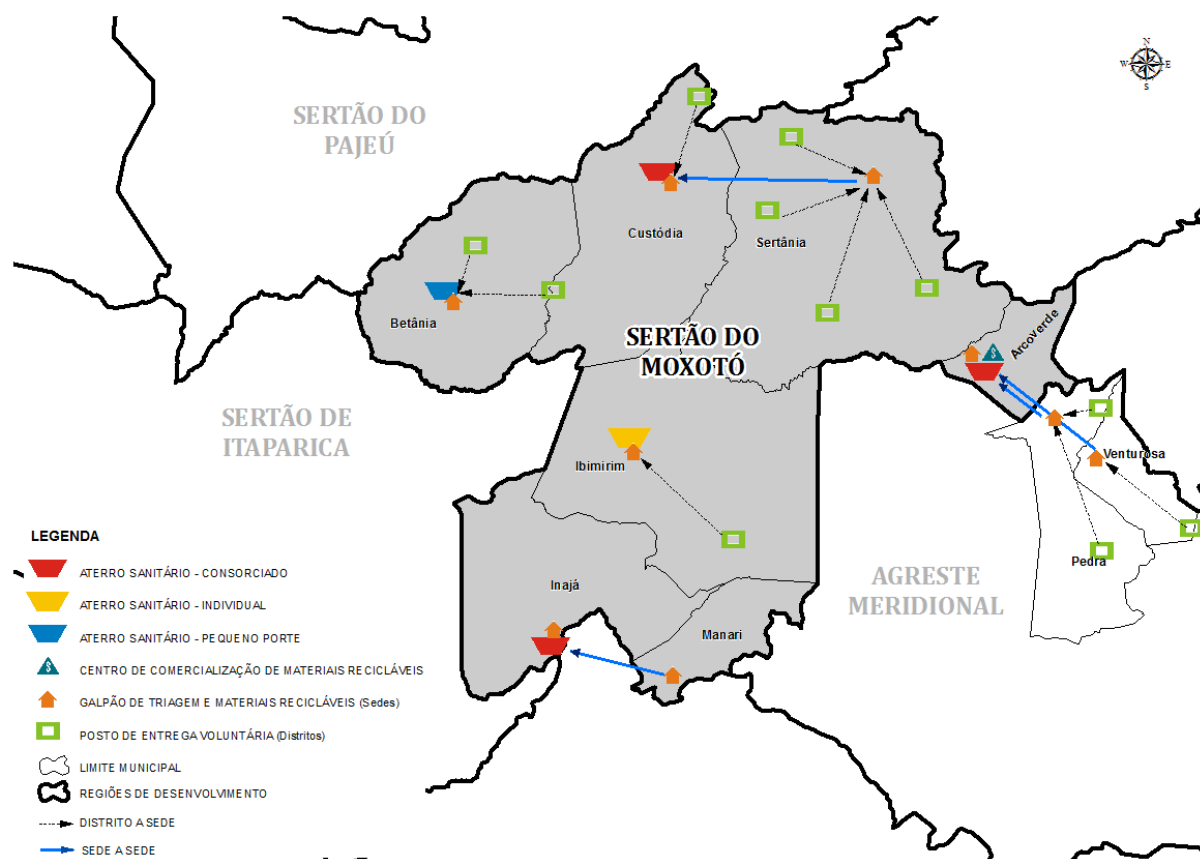 N
W
E
S
SERTÃO DO
PAJEÚ
Custódia
Sertânia
Betânia
SERTÃO DO
MOXOTÓ
Arcoverde
SERTÃO DE
ITAPARICA
Ibimirim
Venturosa
Pedra
AGRESTE
MERIDIONAL
Inajá
Manari
LEGENDA
ATERRO SANITÁRIO - CONSORCIADO
ATERRO SANITÁRIO - INDIVIDUAL
ATERRO SANITÁRIO - PEQUENO PORTE
$
CENTRO DE COMERCIALIZAÇÃO DE MATERIAIS RECICLÁVEIS
GALPÃO DE TRIAGEM E MATERIAIS RECICLÁVEIS (Sedes)
POSTO DE ENTREGA VOLUNTÁRIA (Distritos)
LIMITE MUNICIPAL
REGIÕES DE DESENVOLVIMENTO
DISTRITO A SEDE
SEDE A SEDE